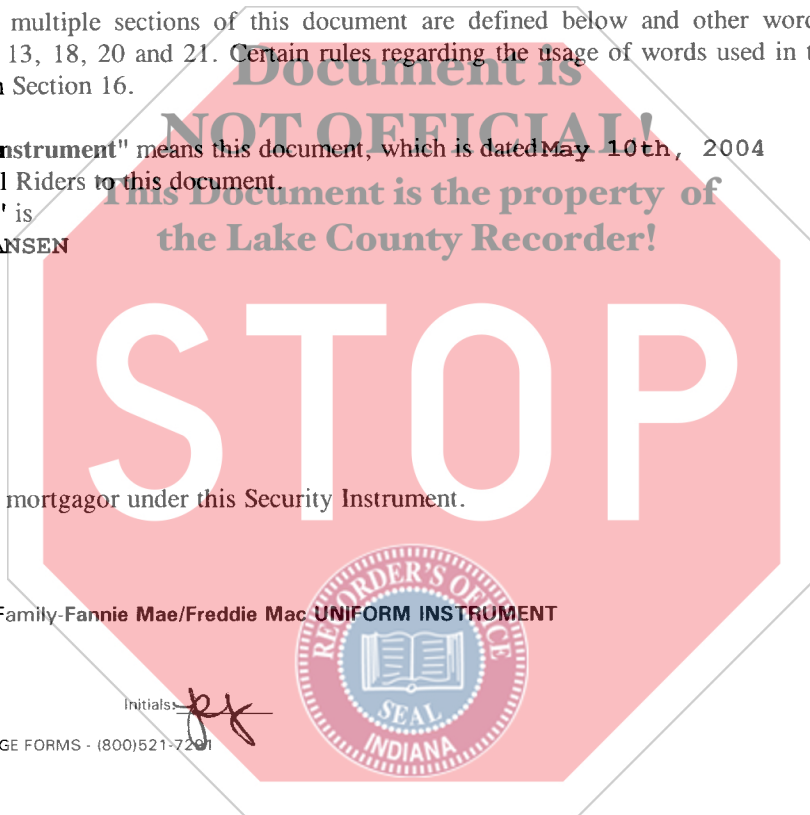 multiple sections of this document are defined below and other word
13, 18, 20 and 21. Certain rules regarding the usage of words used in t
Section 16.
Document is
NOT OFFICIAL!
This Document is the property of
the Lake County Recorder!
nstrument" means this document, which is dated May 10th, 2004
l Riders to this document.
" is
ANSEN
STOP
mortgagor under this Security Instrument.
RECORDER'S OFFICE
SEAL
INDIANA
Family-Fannie Mae/Freddie Mac UNIFORM INSTRUMENT
Initials:
GE FORMS - (800)521-7291